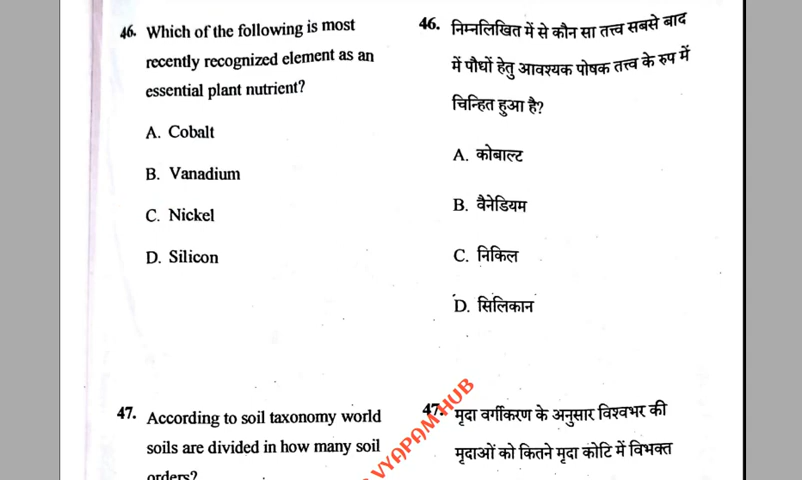 46. Which of the following is most
recently recognized element as an
essential plant nutrient?
A. Cobalt
B. Vanadium
C. Nickel
D. Silicon
46. निम्नलिखित में से कौन सा तत्त्व सबसे बाद
में पौधों हेतु आवश्यक पोषक तत्त्व के रुप में
चिन्हित हुआ है?
A. कोबाल्ट
B. वैनेडियम
C. निकिल
D. सिलिकान
47. According to soil taxonomy world
soils are divided in how many soil
orders?
47. मृदा वर्गीकरण के अनुसार विश्वभर की
मृदाओं को कितने मृदा कोटि में विभक्त
VYAPAM HUB